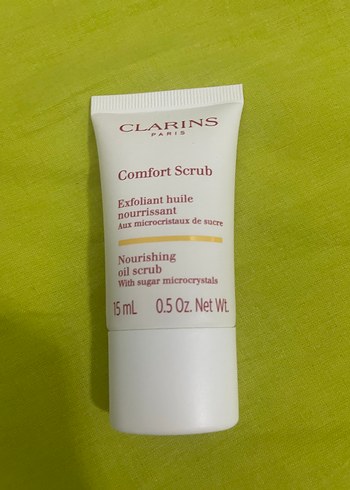 CLARINS
PARIS
Comfort Scrub
Exfoliant huile
nourrissant
Aux microcristaux de sucre
Nourishing
oil scrub
With sugar microcrystals
15 mL 0.5 Oz. Net Wt.